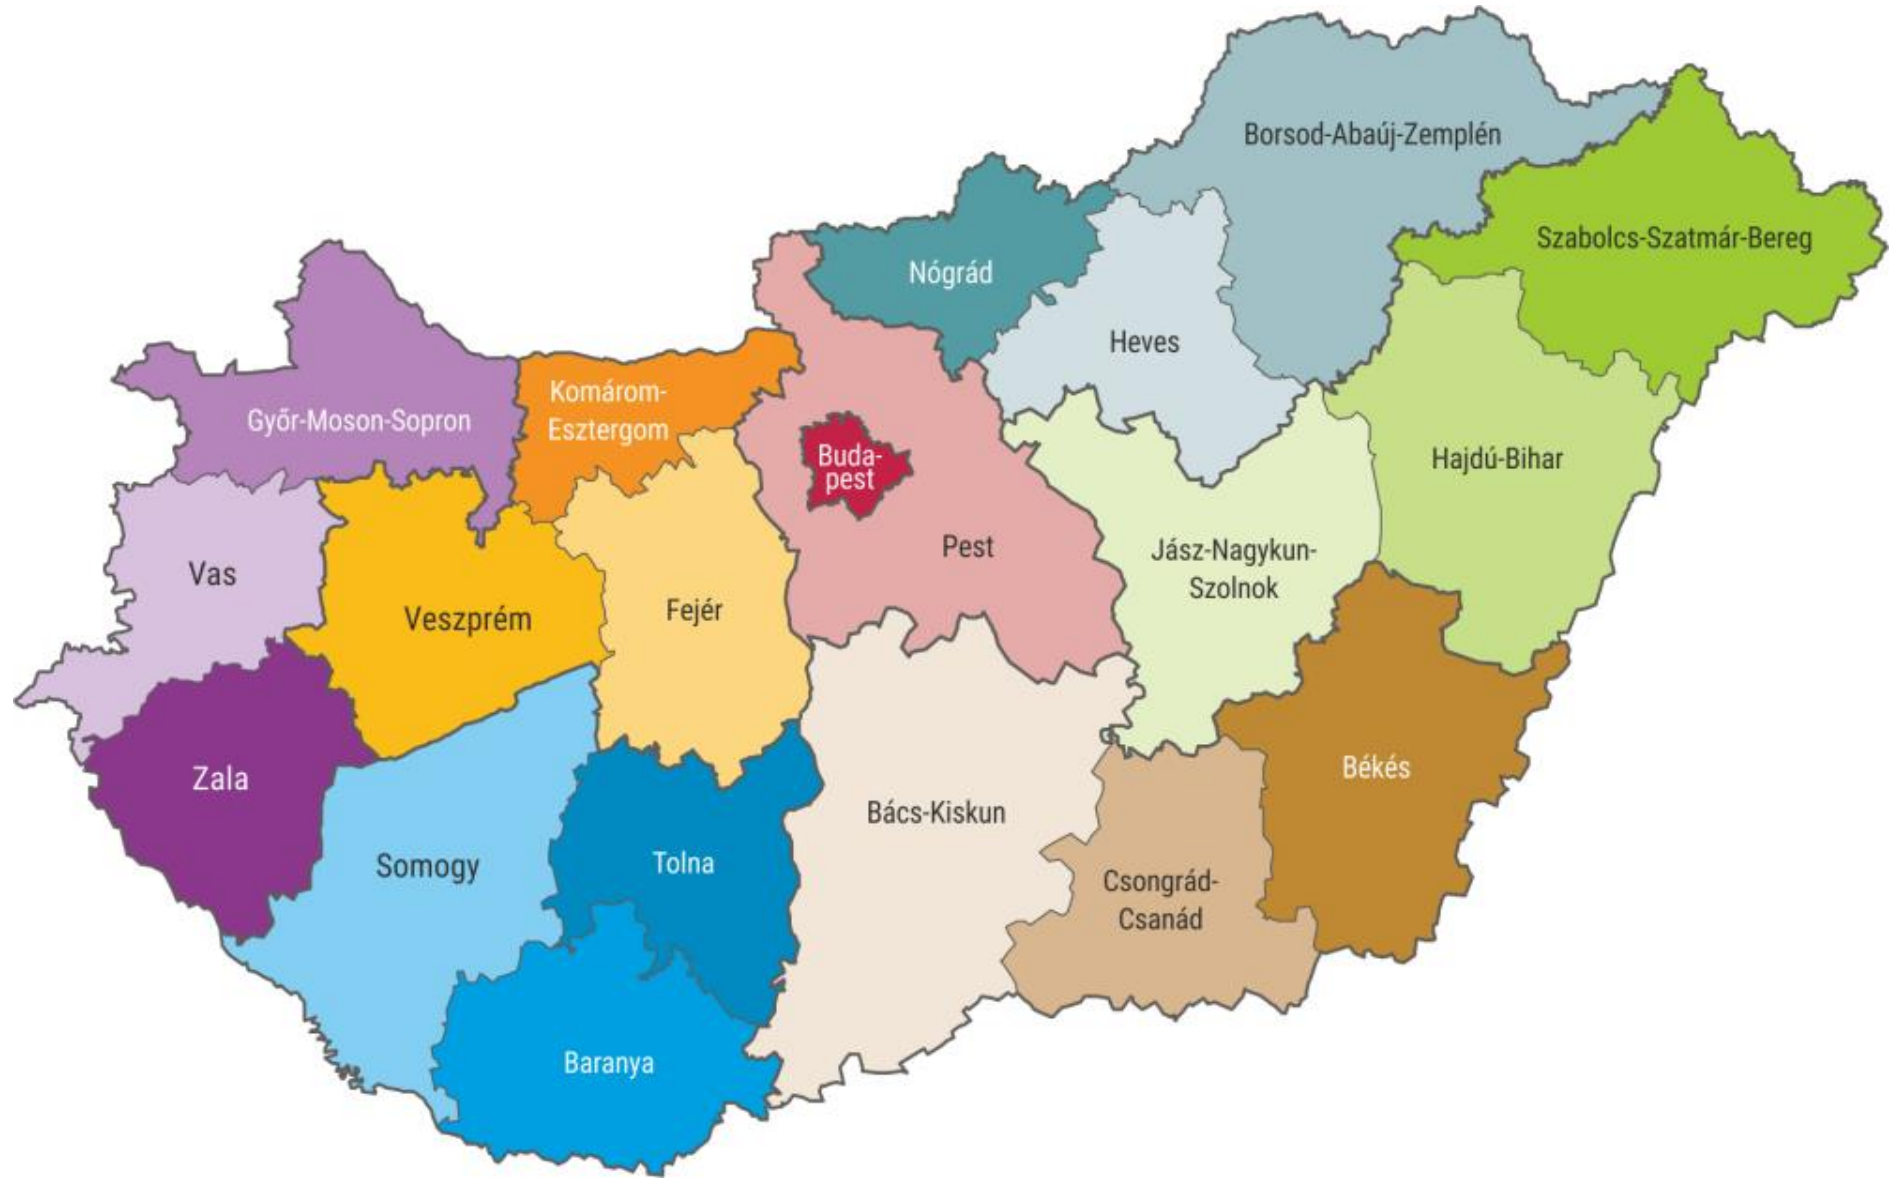 Borsod-Abaúj-Zemplén
Szabolcs-Szatmár-Bereg
Nógrád
Heves
Győr-Moson-Sopron
Komárom-
Esztergom
Buda-
pest
Hajdú-Bihar
Pest
Jász-Nagykun-
Szolnok
Vas
Veszprém
Fejér
Zala
Békés
Bács-Kiskun
Somogy
Tolna
Csongrád-
Csanád
Baranya